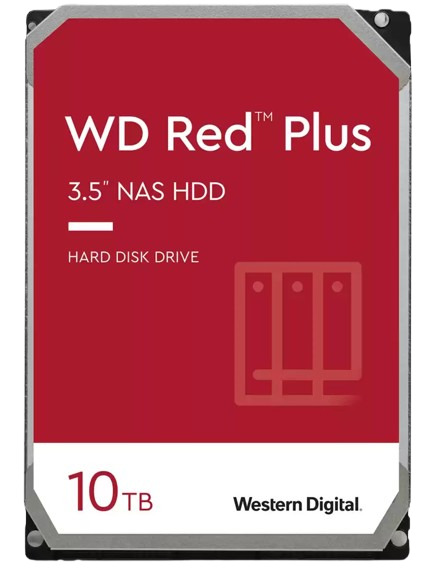 WD Red™ Plus
3.5" NAS HDD
HARD DISK DRIVE
10TB
Western Digital.